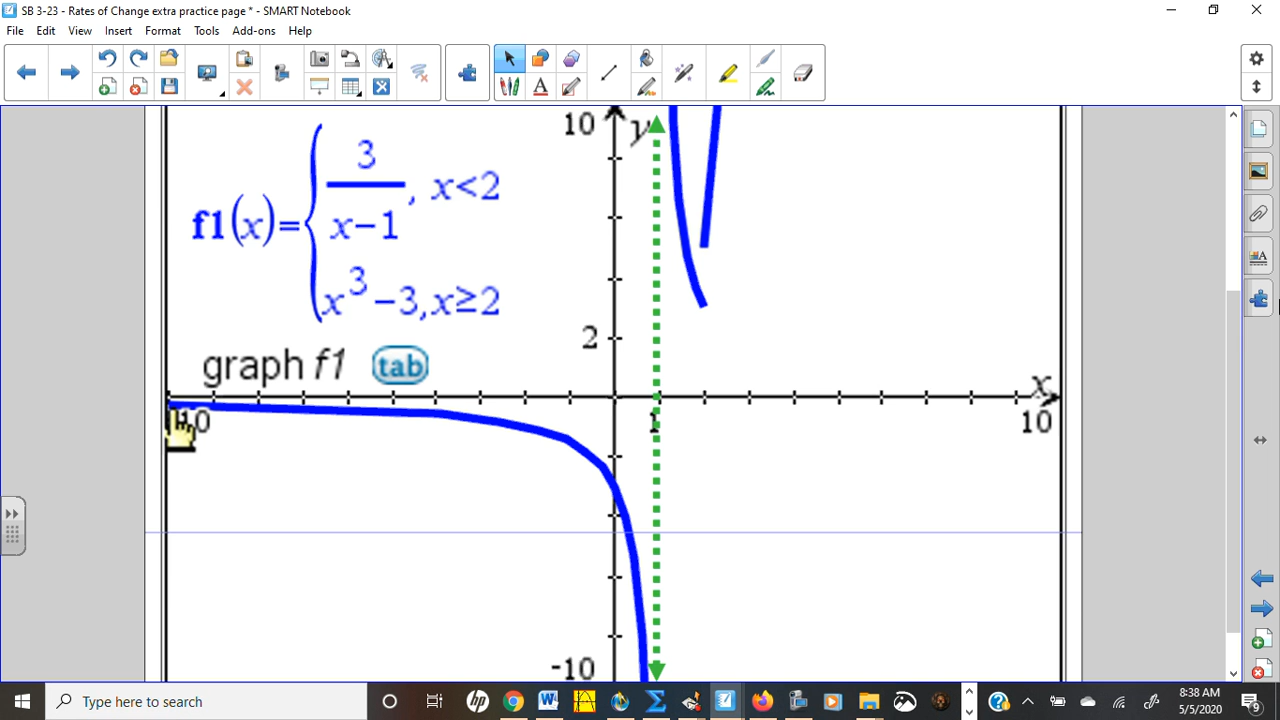 SB 3-23 - Rates of Change extra practice page * - SMART Notebook
File Edit View Insert Format Tools Add-ons Help
10 y
3
f1(x)= x-1 , x<2
x³-3, x≥2
2
graph f1 tab
x
-10 1 10
-10
Type here to search
8:38 AM
5/5/2020